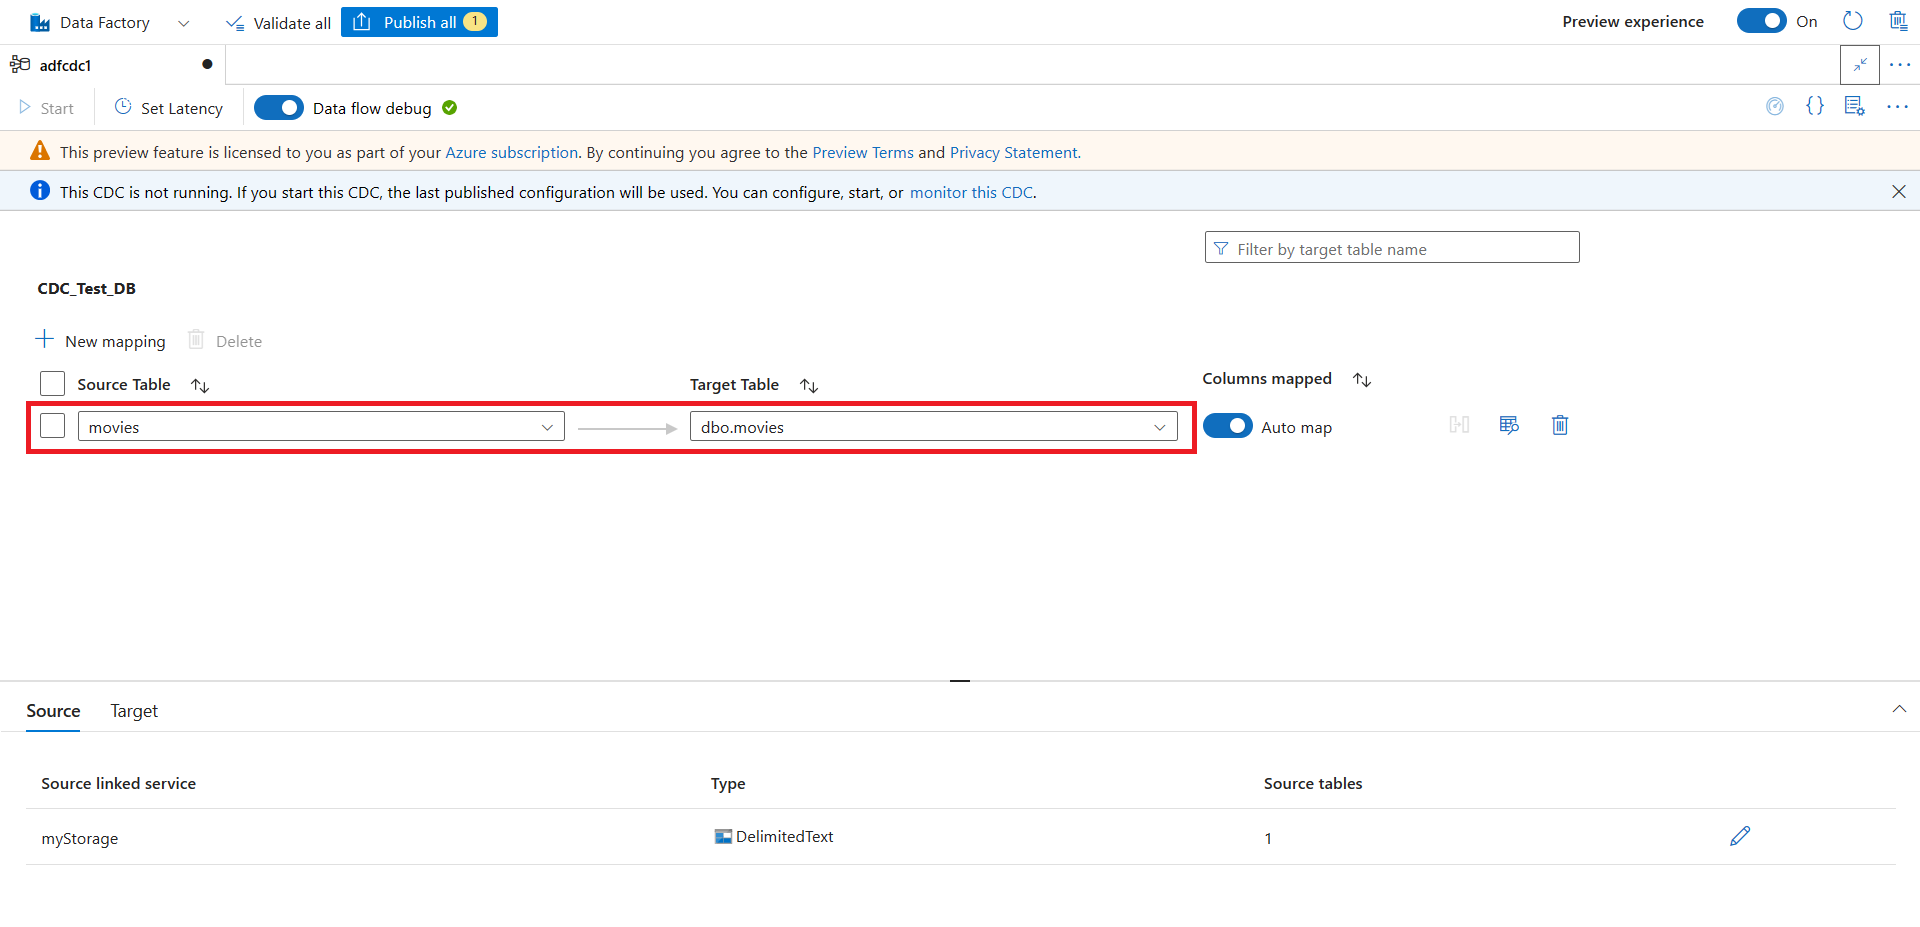 Data Factory Validate all Publish all 1 Preview experience On
adfcdc1
Start Set Latency Data flow debug
This preview feature is licensed to you as part of your Azure subscription. By continuing you agree to the Preview Terms and Privacy Statement.
This CDC is not running. If you start this CDC, the last published configuration will be used. You can configure, start, or monitor this CDC.
Filter by target table name
CDC_Test_DB
New mapping Delete
Source Table Target Table Columns mapped
movies dbo.movies Auto map
Source Target
Source linked service Type Source tables
myStorage DelimitedText 1